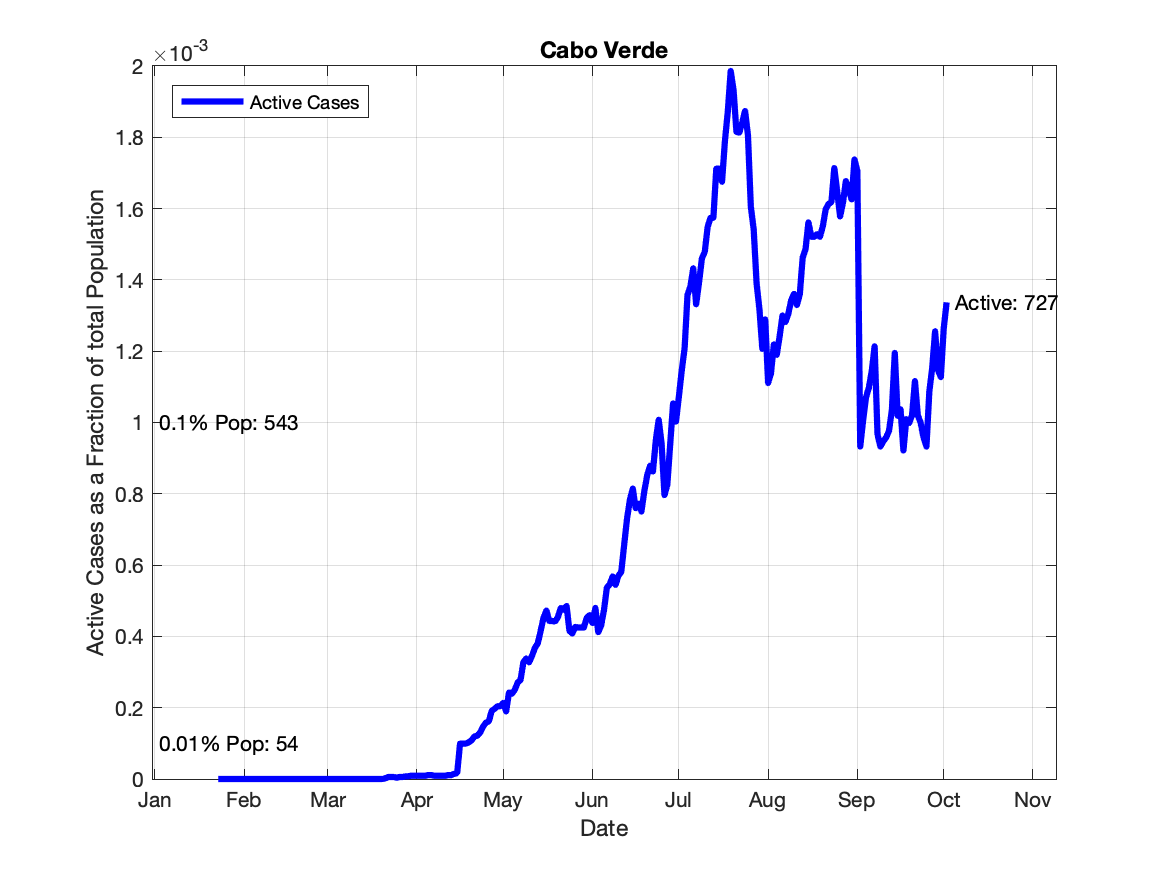 Cabo Verde
×10-3
Active Cases
2
1.8
1.6
1.4
1.2
1
0.8
0.6
0.4
0.2
0
Active Cases as a Fraction of total Population
Active: 727
0.1% Pop: 543
0.01% Pop: 54
Jan Feb Mar Apr May Jun Jul Aug Sep Oct Nov
Date